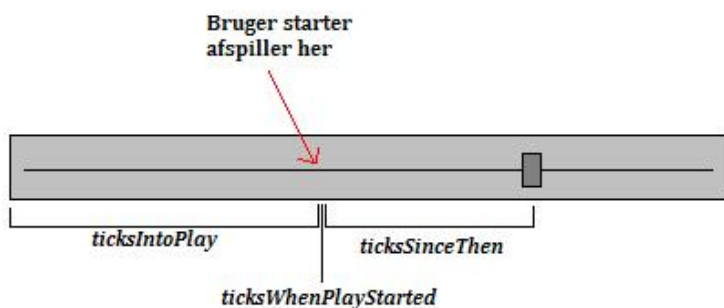 Bruger starter
afspiller her
ticksIntoPlay
ticksSinceThen
ticksWhenPlayStarted